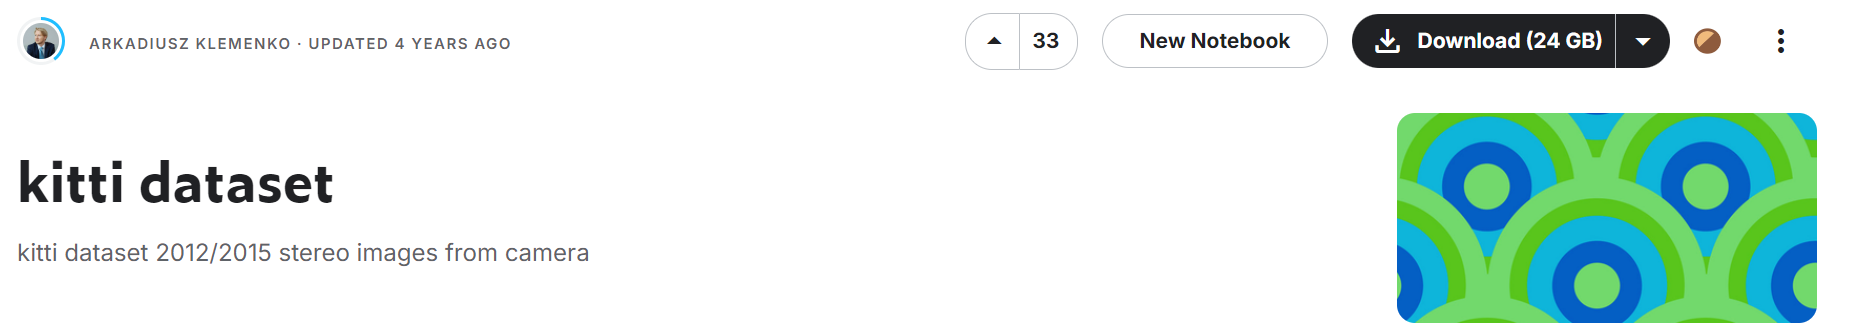 ARKADIUSZ KLEMENKO · UPDATED 4 YEARS AGO
33
New Notebook
Download (24 GB)
kitti dataset
kitti dataset 2012/2015 stereo images from camera